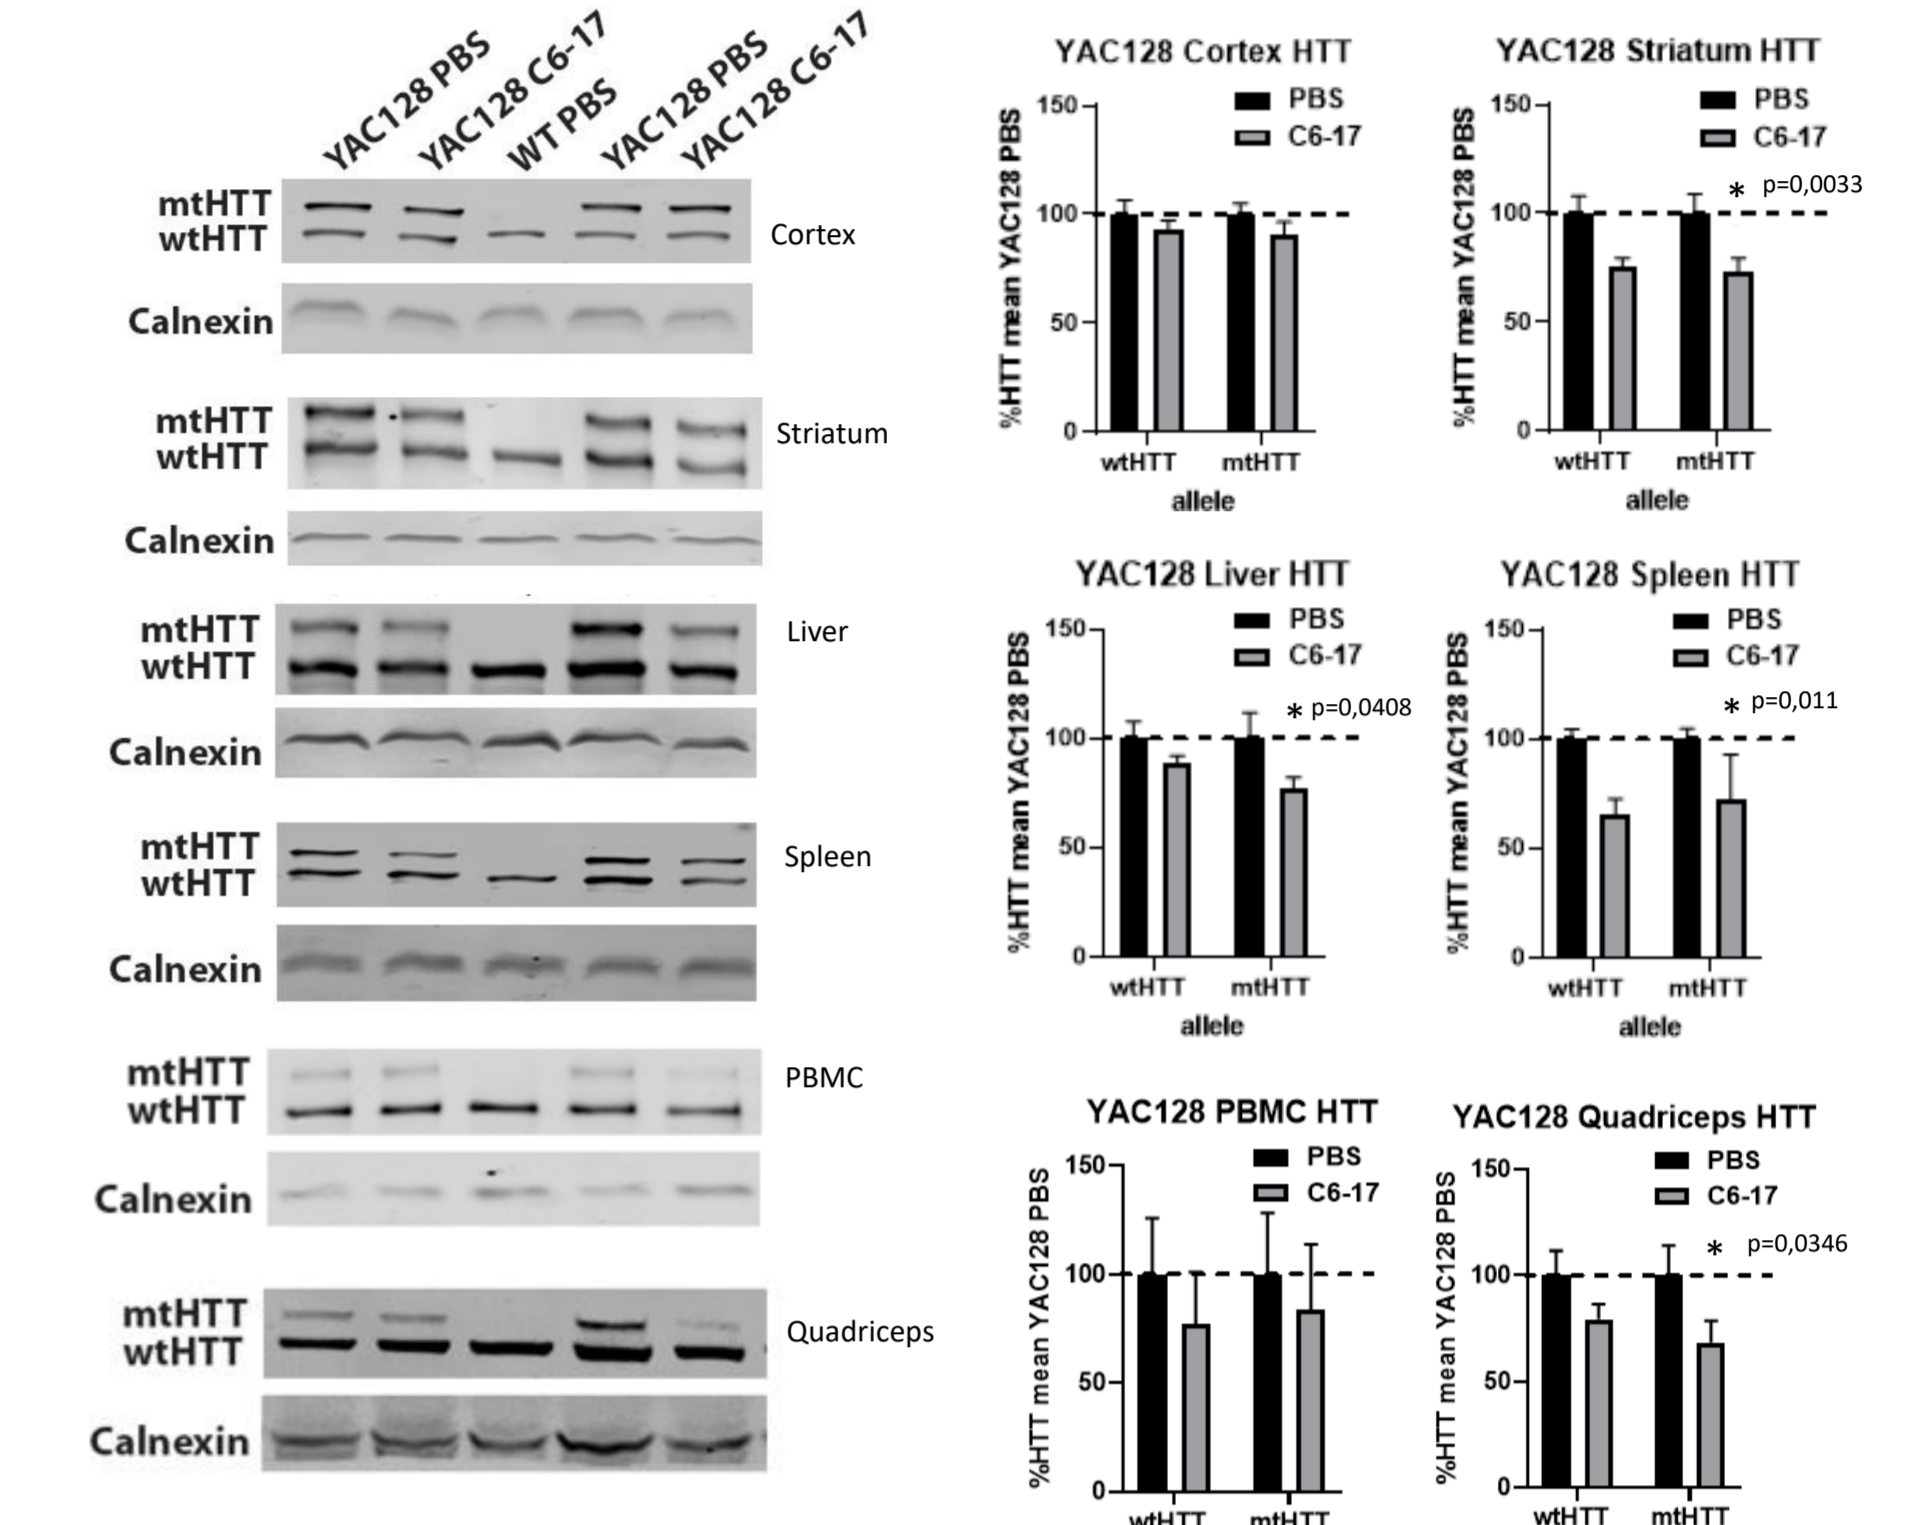 YAC128 PBS
YAC128 C6-17
WT PBS
YAC128 PBS
YAC128 C6-17
mtHTT
wtHTT
Cortex
Calnexin
mtHTT
wtHTT
Striatum
Calnexin
mtHTT
wtHTT
Liver
Calnexin
mtHTT
wtHTT
Spleen
Calnexin
mtHTT
wtHTT
PBMC
Calnexin
mtHTT
wtHTT
Quadriceps
Calnexin
YAC128 Cortex HTT
PBS
C6-17
%HTT mean YAC128 PBS
150
100
50
0
wtHTT mtHTT
allele
YAC128 Striatum HTT
PBS
C6-17
* p=0,0033
%HTT mean YAC128 PBS
150
100
50
0
wtHTT mtHTT
allele
YAC128 Liver HTT
PBS
C6-17
* p=0,0408
%HTT mean YAC128 PBS
150
100
50
0
wtHTT mtHTT
allele
YAC128 Spleen HTT
PBS
C6-17
* p=0,011
%HTT mean YAC128 PBS
150
100
50
0
wtHTT mtHTT
allele
YAC128 PBMC HTT
PBS
C6-17
%HTT mean YAC128 PBS
150
100
50
0
wtHTT mtHTT
YAC128 Quadriceps HTT
PBS
C6-17
* p=0,0346
%HTT mean YAC128 PBS
150
100
50
0
wtHTT mtHTT